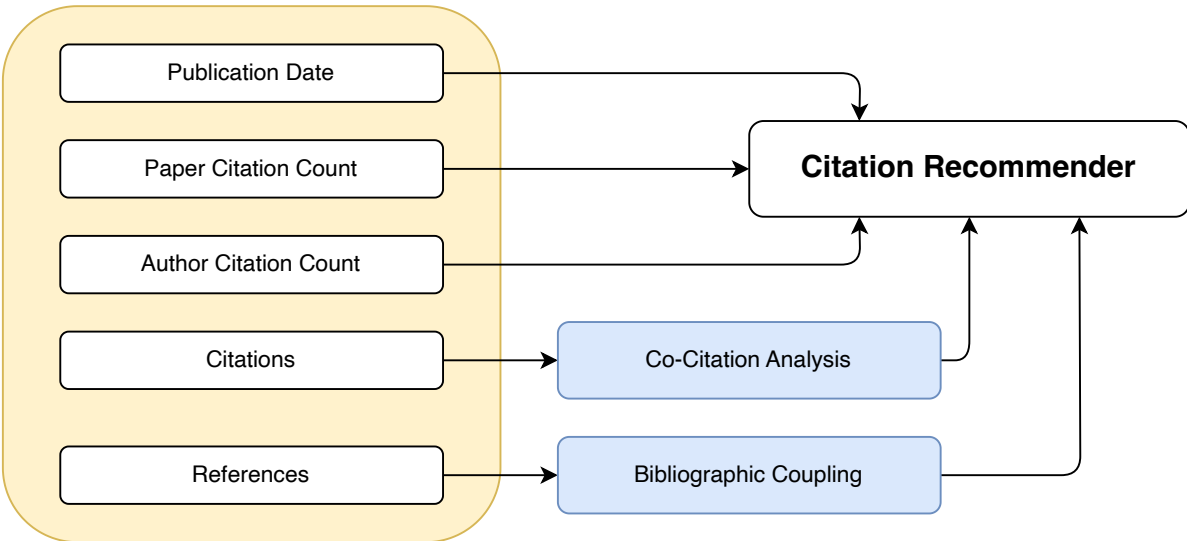 Publication Date
Paper Citation Count
Citation Recommender
Author Citation Count
Citations
Co-Citation Analysis
References
Bibliographic Coupling